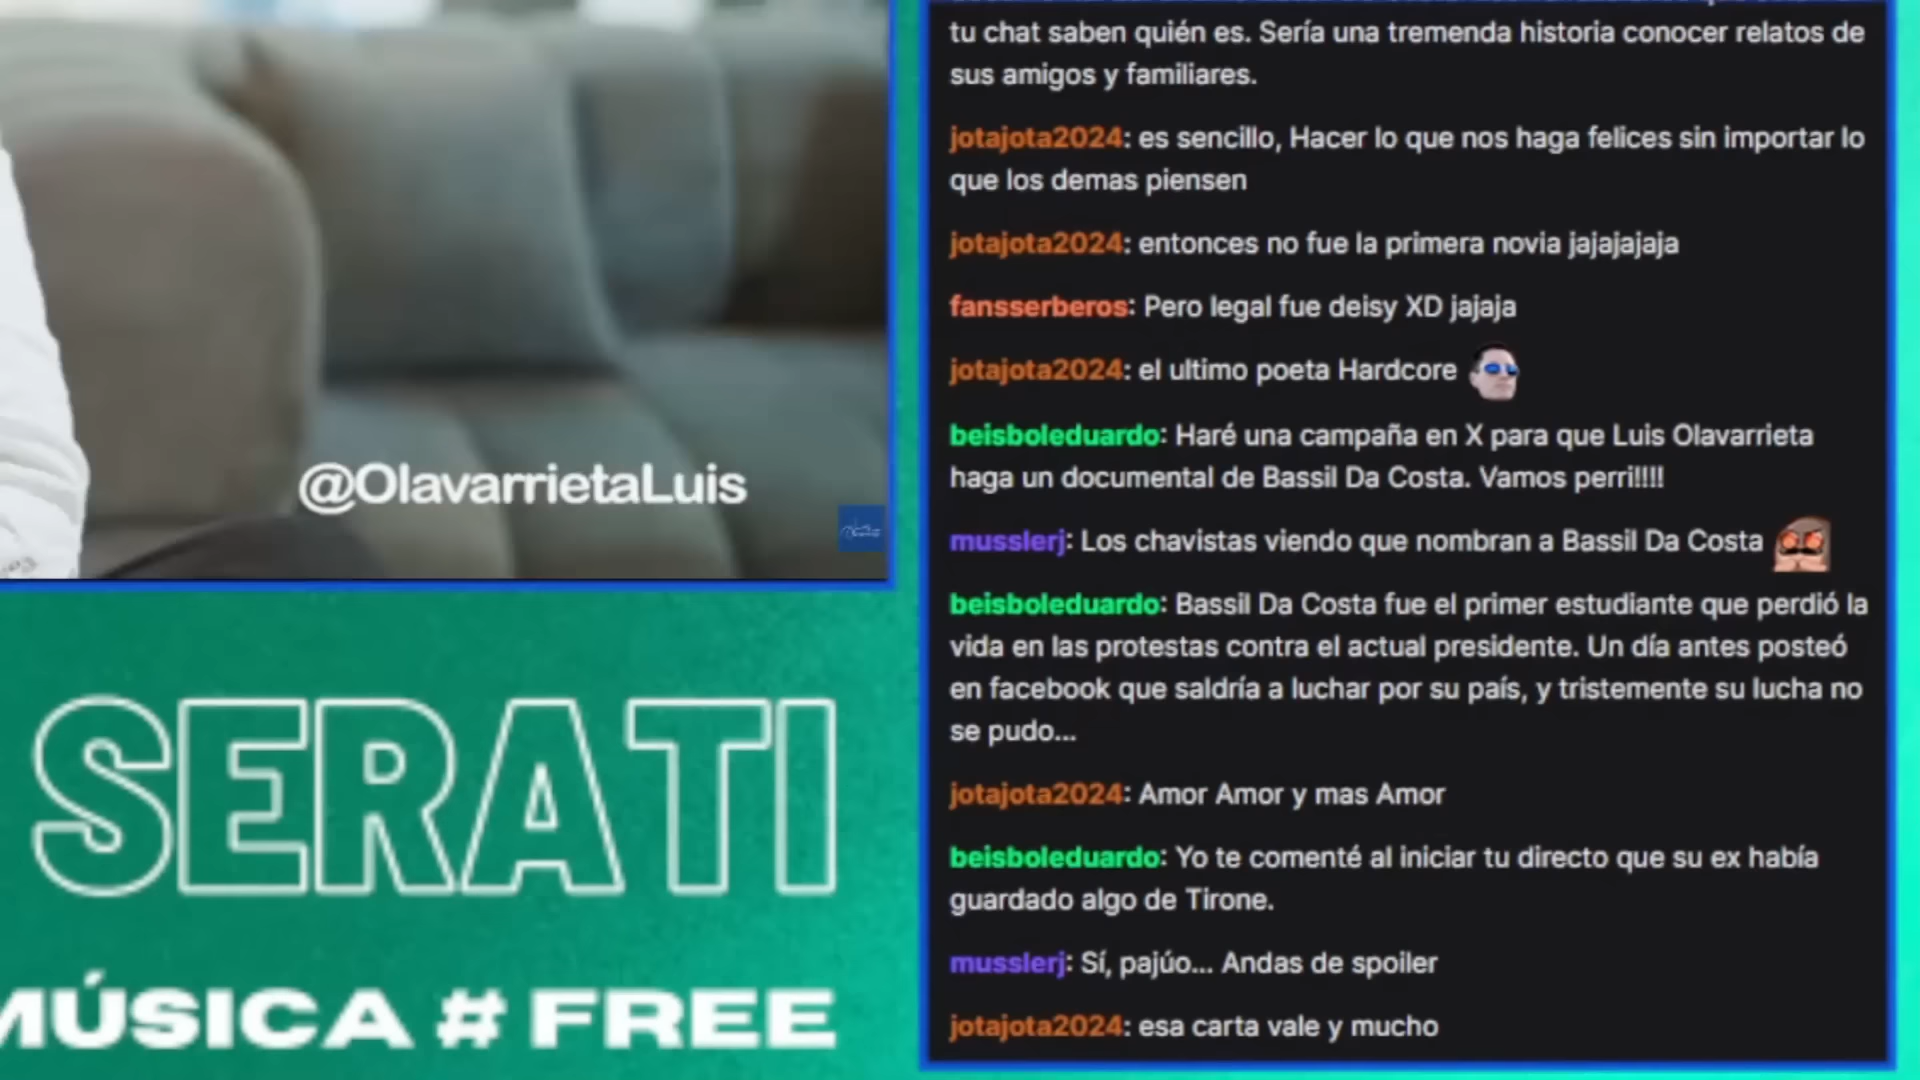 @OlavarrietaLuis
SERATI
MÚSICA # FREE
tu chat saben quién es. Sería una tremenda historia conocer relatos de
sus amigos y familiares.
jotajota2024: es sencillo, Hacer lo que nos haga felices sin importar lo
que los demas piensen
jotajota2024: entonces no fue la primera novia jajajajaja
fansserberos: Pero legal fue deisy XD jajaja
jotajota2024: el ultimo poeta Hardcore
beisboleduardo: Haré una campaña en X para que Luis Olavarrieta
haga un documental de Bassil Da Costa. Vamos perri!!!!
musslerj: Los chavistas viendo que nombran a Bassil Da Costa
beisboleduardo: Bassil Da Costa fue el primer estudiante que perdió la
vida en las protestas contra el actual presidente. Un día antes posteó
en facebook que saldría a luchar por su país, y tristemente su lucha no
se pudo...
jotajota2024: Amor Amor y mas Amor
beisboleduardo: Yo te comenté al iniciar tu directo que su ex había
guardado algo de Tirone.
musslerj: Sí, pajúo... Andas de spoiler
jotajota2024: esa carta vale y mucho